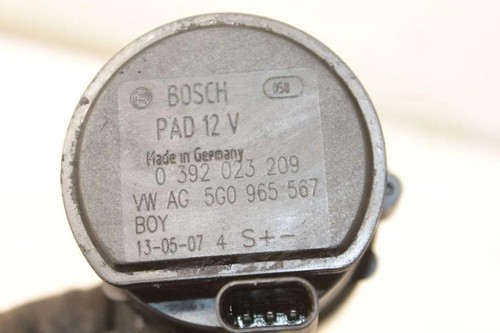 BOSCH 050
PAD 12 V
Made in Germany
0 392 023 209
VW AG 5G0 965 567
BOY
13-05-07 4 S+-